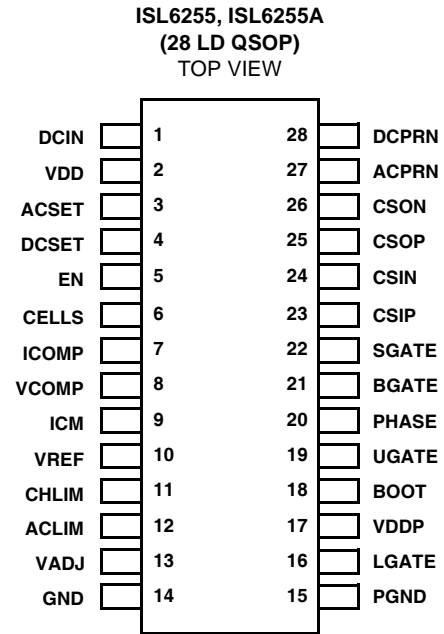 ISL6255, ISL6255A
(28 LD QSOP)
TOP VIEW
DCIN 1 28 DCPRN
VDD 2 27 ACPRN
ACSET 3 26 CSON
DCSET 4 25 CSOP
EN 5 24 CSIN
CELLS 6 23 CSIP
ICOMP 7 22 SGATE
VCOMP 8 21 BGATE
ICM 9 20 PHASE
VREF 10 19 UGATE
CHLIM 11 18 BOOT
ACLIM 12 17 VDDP
VADJ 13 16 LGATE
GND 14 15 PGND